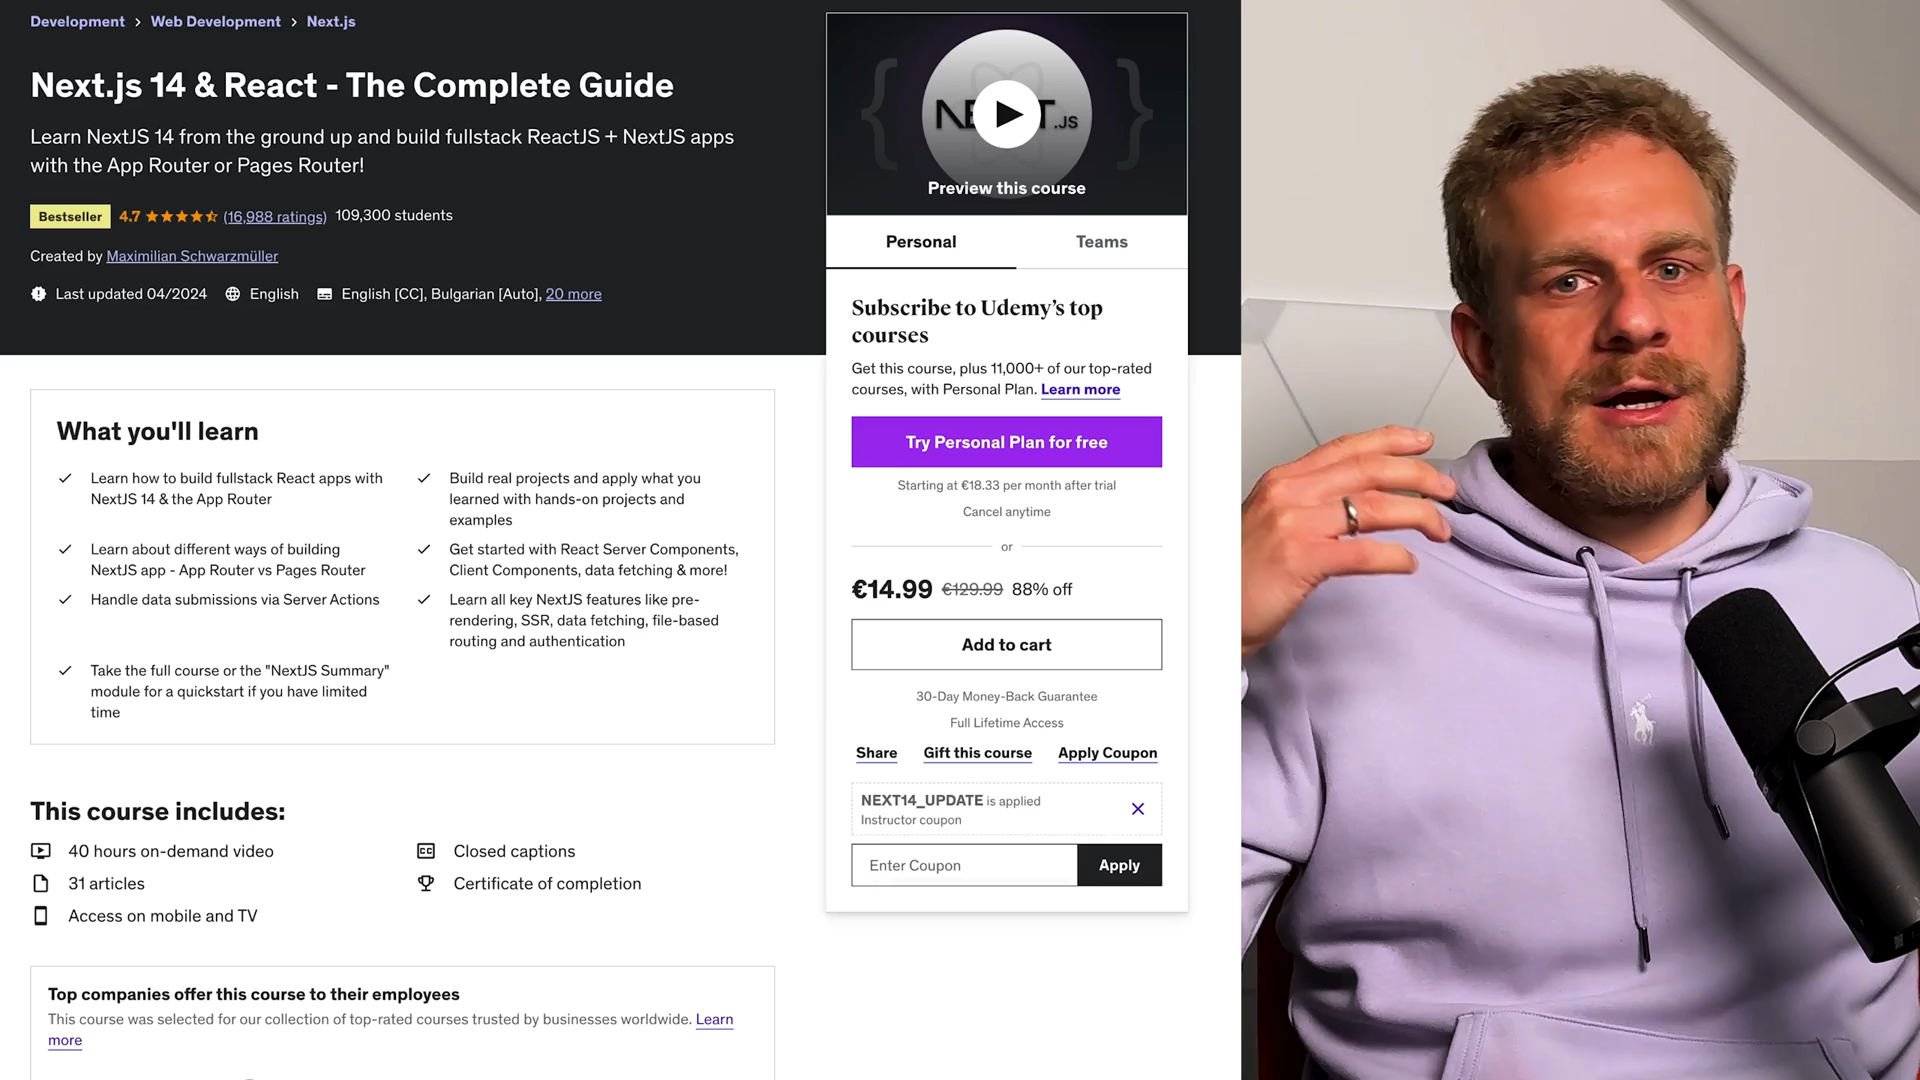 Development > Web Development > Next.js
Next.js 14 & React - The Complete Guide
Learn NextJS 14 from the ground up and build fullstack ReactJS + NextJS apps
with the App Router or Pages Router!
Bestseller 4.7 (16,988 ratings) 109,300 students
Created by Maximilian Schwarzmüller
Last updated 04/2024 English English [CC], Bulgarian [Auto], 20 more
What you'll learn
Learn how to build fullstack React apps with
NextJS 14 & the App Router
Build real projects and apply what you
learned with hands-on projects and
examples
Learn about different ways of building
NextJS app - App Router vs Pages Router
Get started with React Server Components,
Client Components, data fetching & more!
Handle data submissions via Server Actions
Learn all key NextJS features like pre-
rendering, SSR, data fetching, file-based
routing and authentication
Take the full course or the "NextJS Summary"
module for a quickstart if you have limited
time
This course includes:
40 hours on-demand video
Closed captions
31 articles
Certificate of completion
Access on mobile and TV
Top companies offer this course to their employees
This course was selected for our collection of top-rated courses trusted by businesses worldwide. Learn
more
.JS
Preview this course
Personal Teams
Subscribe to Udemy's top
courses
Get this course, plus 11,000+ of our top-rated
courses, with Personal Plan. Learn more
Try Personal Plan for free
Starting at €18.33 per month after trial
Cancel anytime
or
€14.99 €129.99 88% off
Add to cart
30-Day Money-Back Guarantee
Full Lifetime Access
Share Gift this course Apply Coupon
NEXT14_UPDATE is applied
Instructor coupon
Enter Coupon Apply